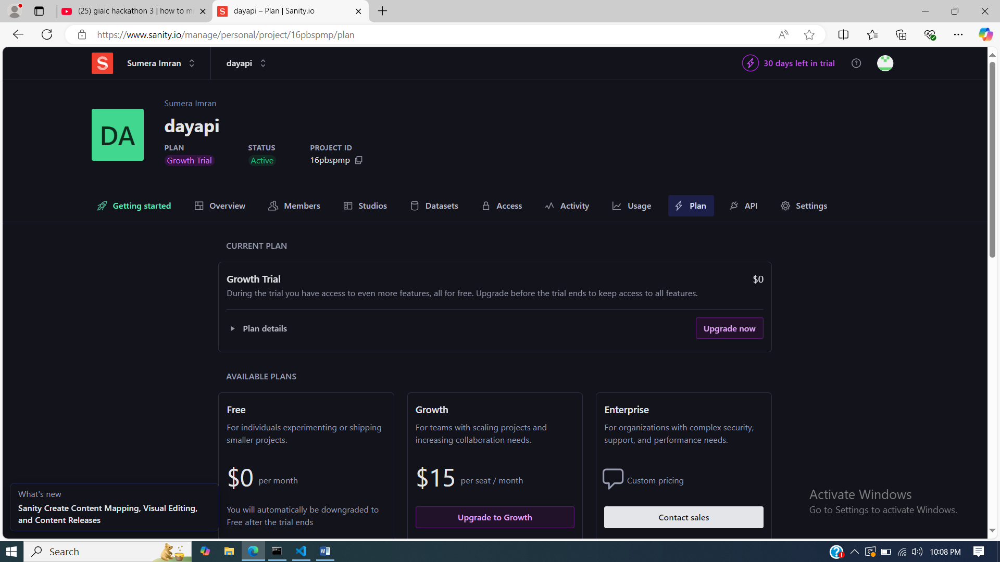 (25) giaic hackathon 3 | how to mi
dayapi – Plan | Sanity.io
https://www.sanity.io/manage/personal/project/16pbspmp/plan
S
Sumera Imran
dayapi
30 days left in trial
Sumera Imran
DA
dayapi
PLAN
STATUS
PROJECT ID
Growth Trial
Active
16pbspmp
Getting started
Overview
Members
Studios
Datasets
Access
Activity
Usage
Plan
API
Settings
CURRENT PLAN
Growth Trial
$0
During the trial you have access to even more features, all for free. Upgrade before the trial ends to keep access to all features.
Plan details
Upgrade now
AVAILABLE PLANS
Free
For individuals experimenting or shipping
smaller projects.
$0 per month
You will automatically be downgraded to
Free after the trial ends
Growth
For teams with scaling projects and
increasing collaboration needs.
$15 per seat / month
Upgrade to Growth
Enterprise
For organizations with complex security,
support, and performance needs.
Custom pricing
Contact sales
What's new
Sanity Create Content Mapping, Visual Editing,
and Content Releases
Activate Windows
Go to Settings to activate Windows.
Search
10:08 PM